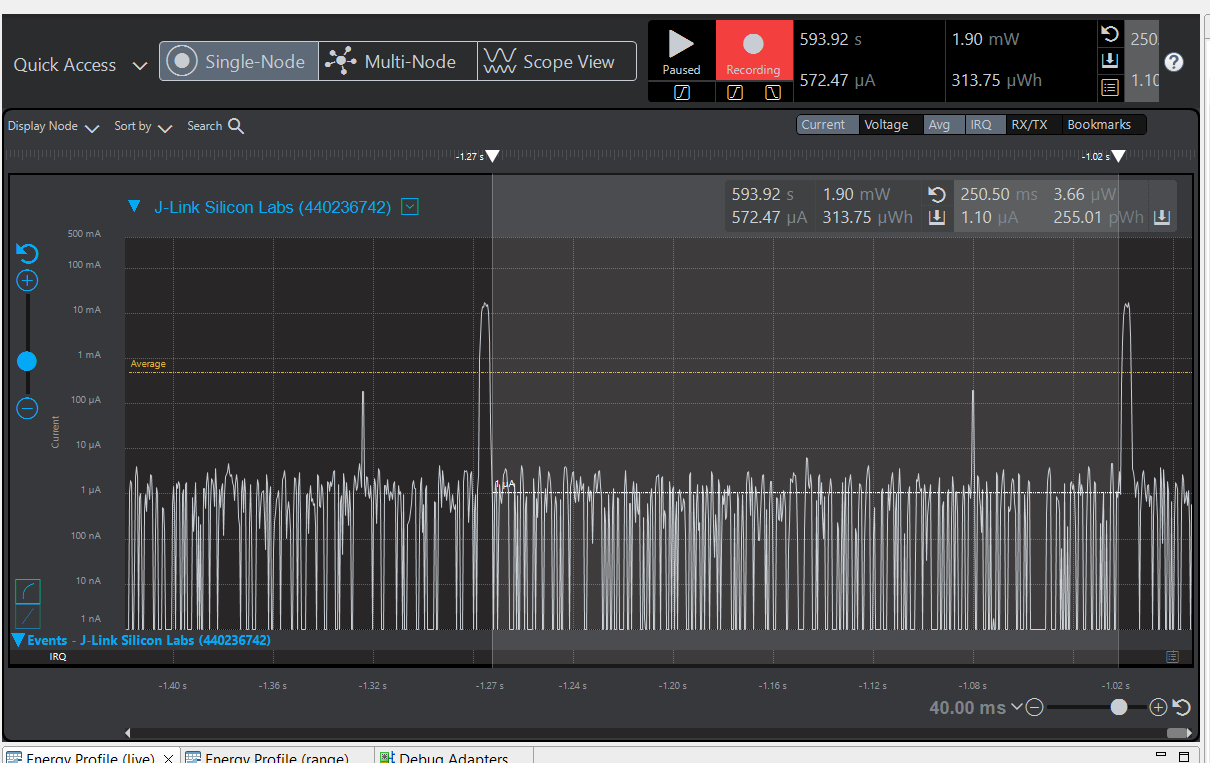 Quick Access
Single-Node
Multi-Node
Scope View
Paused
Recording
593.92 s
572.47 µA
1.90 mW
313.75 µWh
250.
1.10
?
Display Node
Sort by
Search
Current
Voltage
Avg
IRQ
RX/TX
Bookmarks
-1.27 s
-1.02 s
J-Link Silicon Labs (440236742)
593.92 s
1.90 mW
250.50 ms
3.66 µW
572.47 µA
313.75 µWh
1.10 µA
255.01 pWh
500 mA
100 mA
10 mA
1 mA
100 µA
10 µA
1 µA
100 nA
10 nA
1 nA
Current
Average
1 µA
Events - J-Link Silicon Labs (440236742)
IRQ
-1.40 s
-1.36 s
-1.32 s
-1.27 s
-1.24 s
-1.20 s
-1.16 s
-1.12 s
-1.08 s
-1.02 s
40.00 ms
Energy Profile (live)
Energy Profile (range)
Debug Adapters